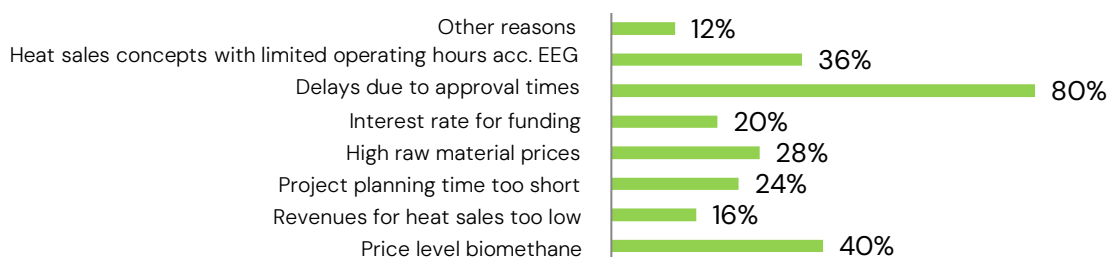 Other reasons 12%
Heat sales concepts with limited operating hours acc. EEG 36%
Delays due to approval times 80%
Interest rate for funding 20%
High raw material prices 28%
Project planning time too short 24%
Revenues for heat sales too low 16%
Price level biomethane 40%